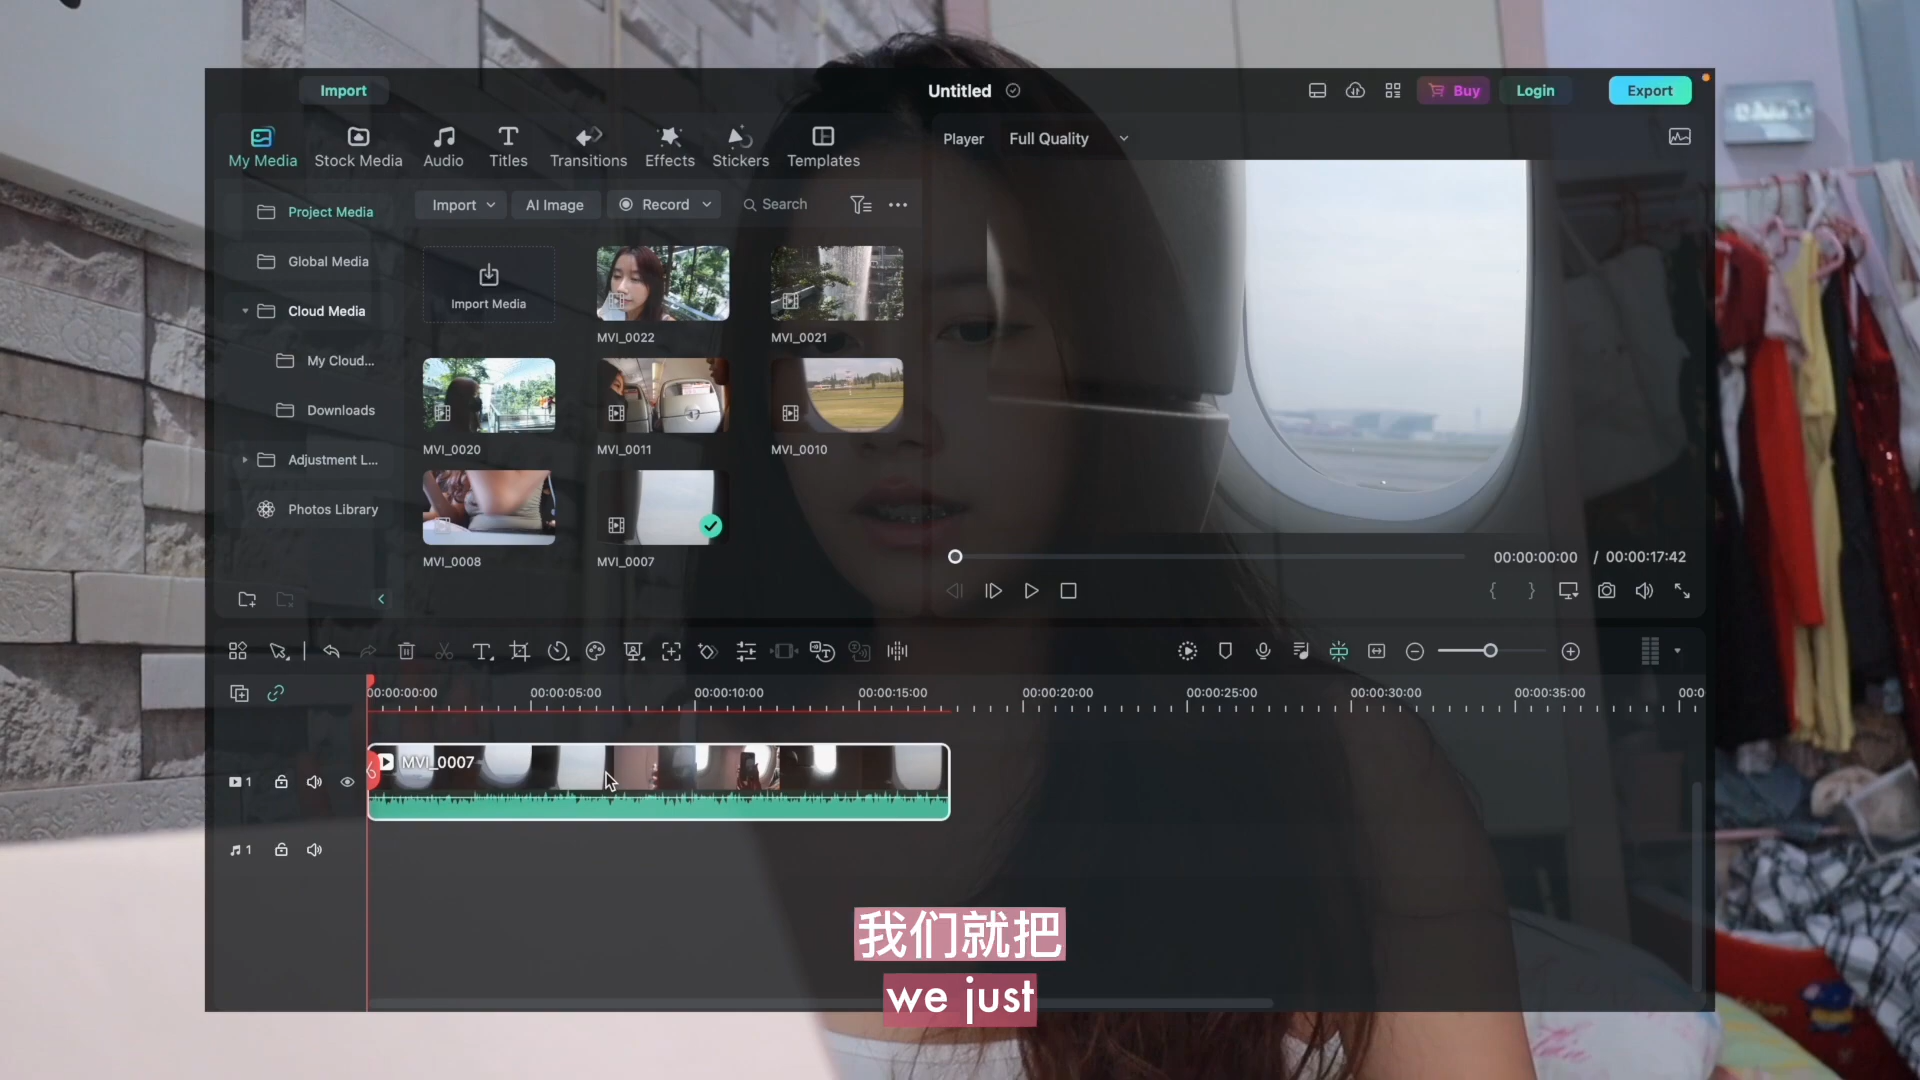 Import
Untitled
Buy
Login
Export
My Media
Stock Media
Audio
Titles
Transitions
Effects
Stickers
Templates
Player
Full Quality
Project Media
Global Media
Cloud Media
My Cloud...
Downloads
Adjustment L...
Photos Library
Import
AI Image
Record
Search
Import Media
MVI_0022
MVI_0021
MVI_0020
MVI_0011
MVI_0010
MVI_0008
MVI_0007
00:00:00:00 / 00:00:17:42
00:00:00:00 00:00:05:00 00:00:10:00 00:00:15:00 00:00:20:00 00:00:25:00 00:00:30:00 00:00:35:00 00:0
MVI_0007
1
1
我们就把
we just